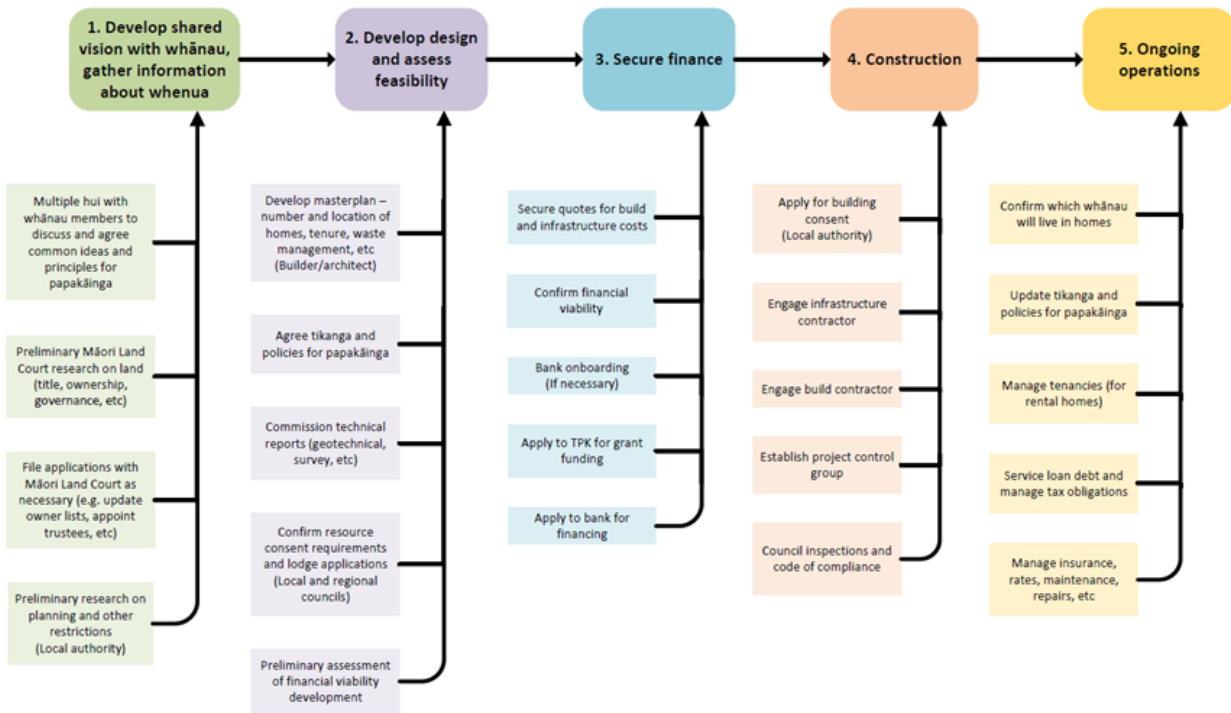 1. Develop shared
vision with whānau,
gather information
about whenua
2. Develop design
and assess
feasibility
3. Secure finance
4. Construction
5. Ongoing
operations
Multiple hui with
whānau members to
discuss and agree
common ideas and
principles for
papakāinga
Preliminary Māori Land
Court research on land
(title, ownership,
governance, etc)
File applications with
Māori Land Court as
necessary (e.g. update
owner lists, appoint
trustees, etc)
Preliminary research on
planning and other
restrictions
(Local authority)
Develop masterplan –
number and location of
homes, tenure, waste
management, etc
(Builder/architect)
Agree tikanga and
policies for papakāinga
Commission technical
reports (geotechnical,
survey, etc)
Confirm resource
consent requirements
and lodge applications
(Local and regional
councils)
Preliminary assessment
of financial viability
development
Secure quotes for build
and infrastructure costs
Confirm financial
viability
Bank onboarding
(If necessary)
Apply to TPK for grant
funding
Apply to bank for
financing
Apply for building
consent
(Local authority)
Engage infrastructure
contractor
Engage build contractor
Establish project control
group
Council inspections and
code of compliance
Confirm which whānau
will live in homes
Update tikanga and
policies for papakāinga
Manage tenancies (for
rental homes)
Service loan debt and
manage tax obligations
Manage insurance,
rates, maintenance,
repairs, etc